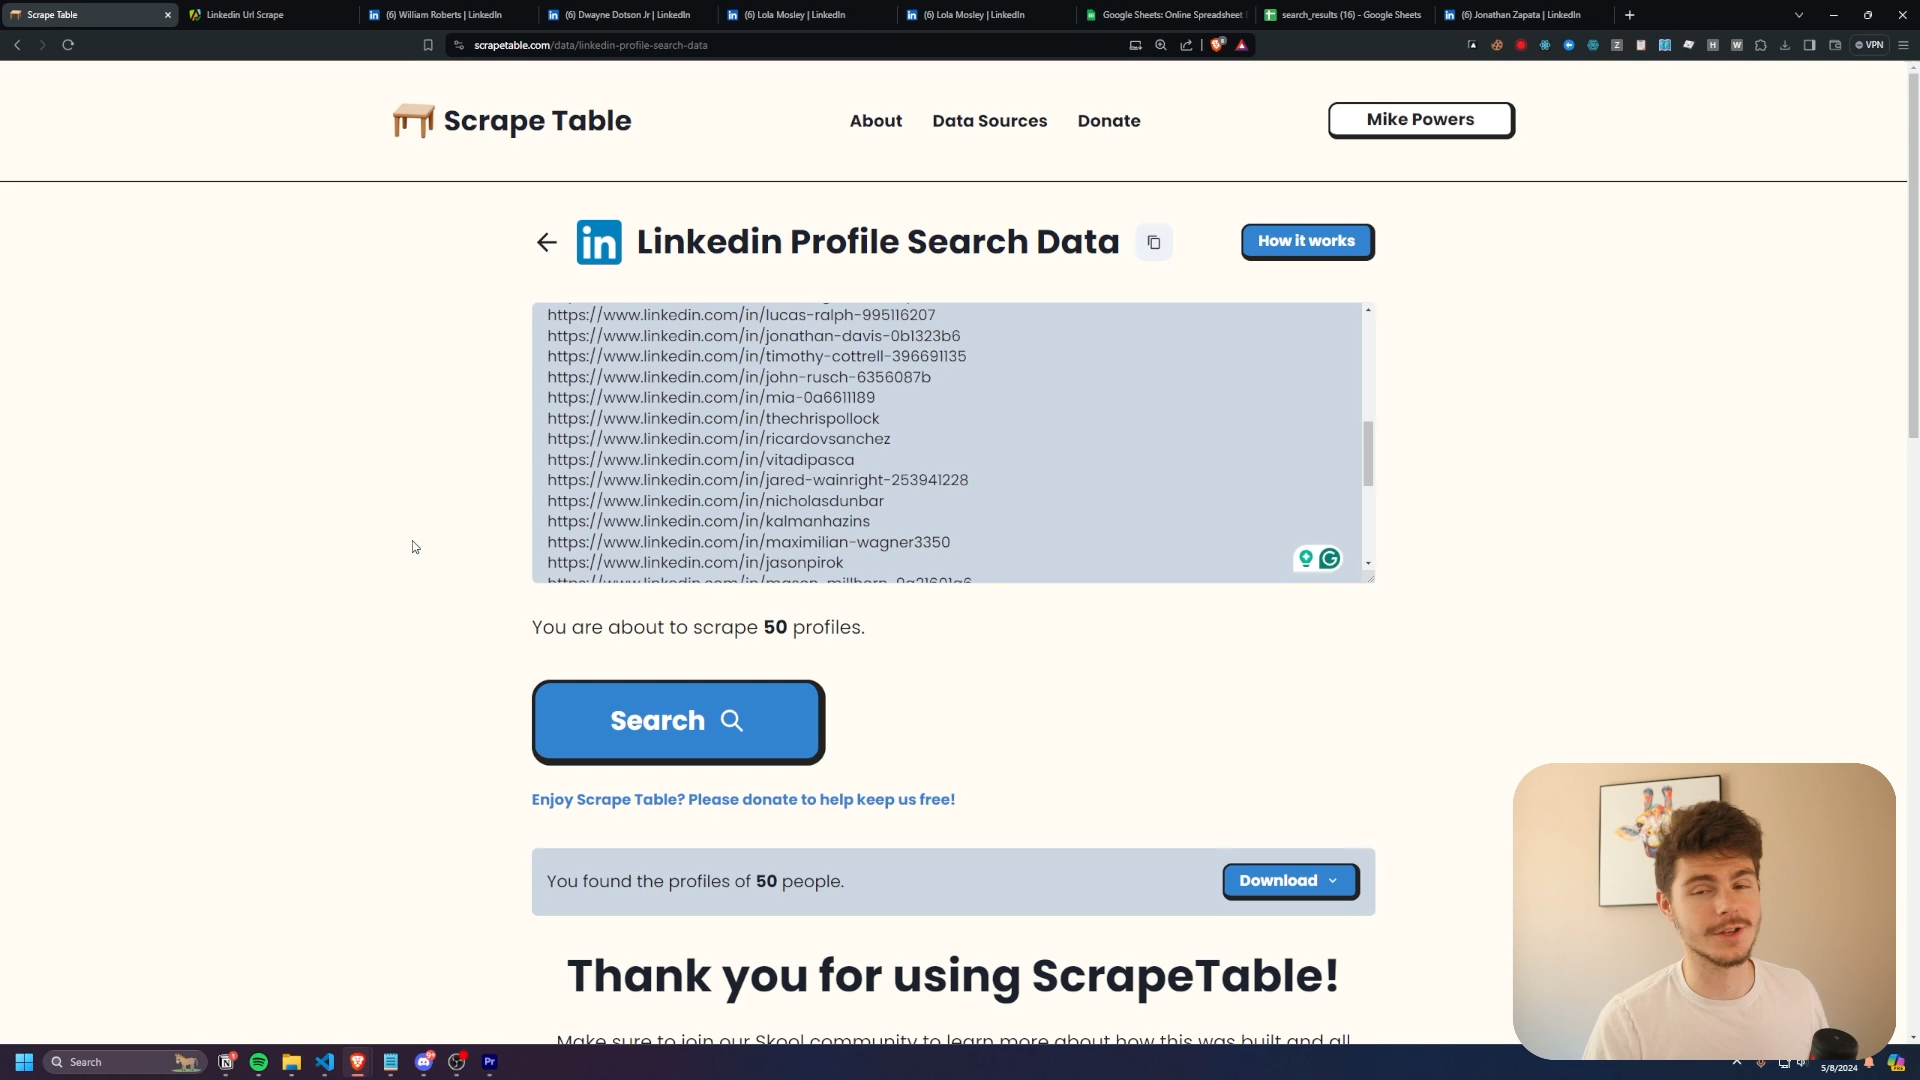 Scrape Table
Linkedin Url Scrape
(6) William Roberts | LinkedIn
(6) Dwayne Dotson Jr | LinkedIn
(6) Lola Mosley | LinkedIn
(6) Lola Mosley | LinkedIn
Google Sheets: Online Spreadsheet
search_results (16) - Google Sheets
(6) Jonathan Zapata | LinkedIn
scrapetable.com/data/linkedin-profile-search-data
VPN
Scrape Table
About
Data Sources
Donate
Mike Powers
Linkedin Profile Search Data
How it works
https://www.linkedin.com/in/lucas-ralph-995116207
https://www.linkedin.com/in/jonathan-davis-0b1323b6
https://www.linkedin.com/in/timothy-cottrell-396691135
https://www.linkedin.com/in/john-rusch-6356087b
https://www.linkedin.com/in/mia-0a6611189
https://www.linkedin.com/in/thechrispollock
https://www.linkedin.com/in/ricardovsanchez
https://www.linkedin.com/in/vitadipasca
https://www.linkedin.com/in/jared-wainright-253941228
https://www.linkedin.com/in/nicholasdunbar
https://www.linkedin.com/in/kalmanhazins
https://www.linkedin.com/in/maximilian-wagner3350
https://www.linkedin.com/in/jasonpirok
You are about to scrape 50 profiles.
Search
Enjoy Scrape Table? Please donate to help keep us free!
You found the profiles of 50 people.
Download
Thank you for using ScrapeTable!
Make sure to join our Skool community to learn more about how this was built and all
Search
5/8/2024